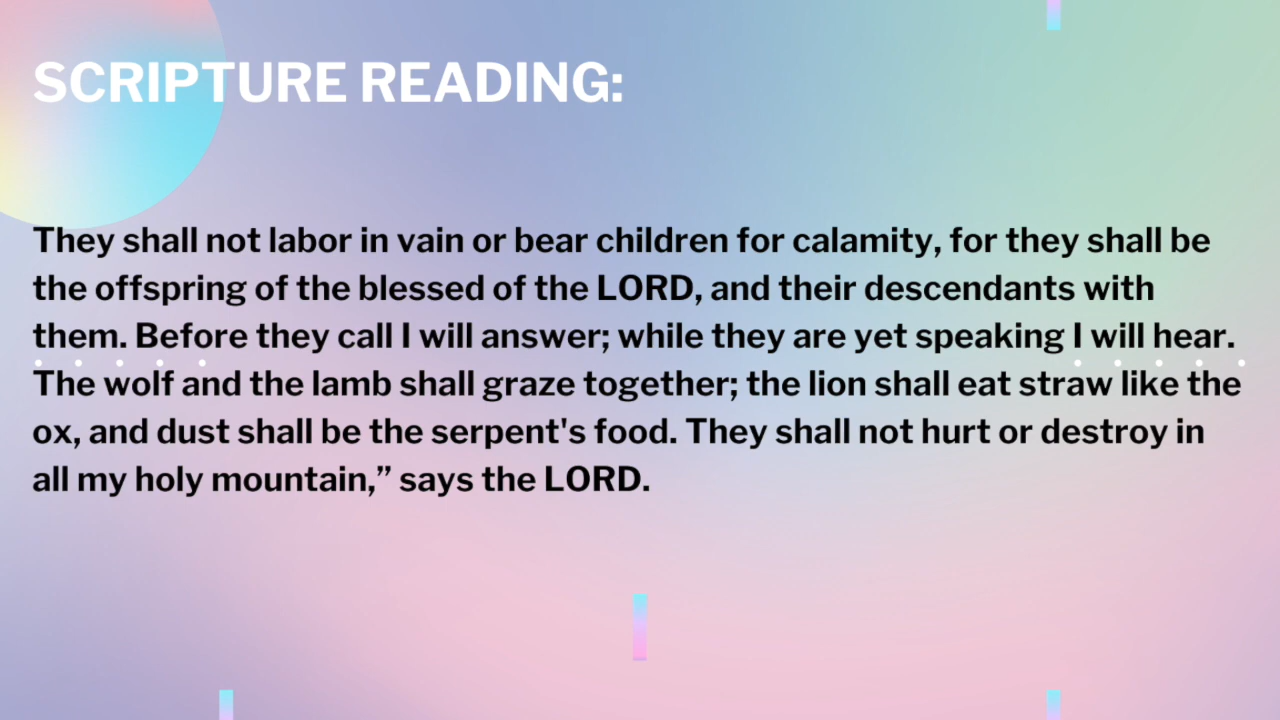 SCRIPTURE READING:
They shall not labor in vain or bear children for calamity, for they shall be
the offspring of the blessed of the LORD, and their descendants with
them. Before they call I will answer; while they are yet speaking I will hear.
The wolf and the lamb shall graze together; the lion shall eat straw like the
ox, and dust shall be the serpent's food. They shall not hurt or destroy in
all my holy mountain,” says the LORD.